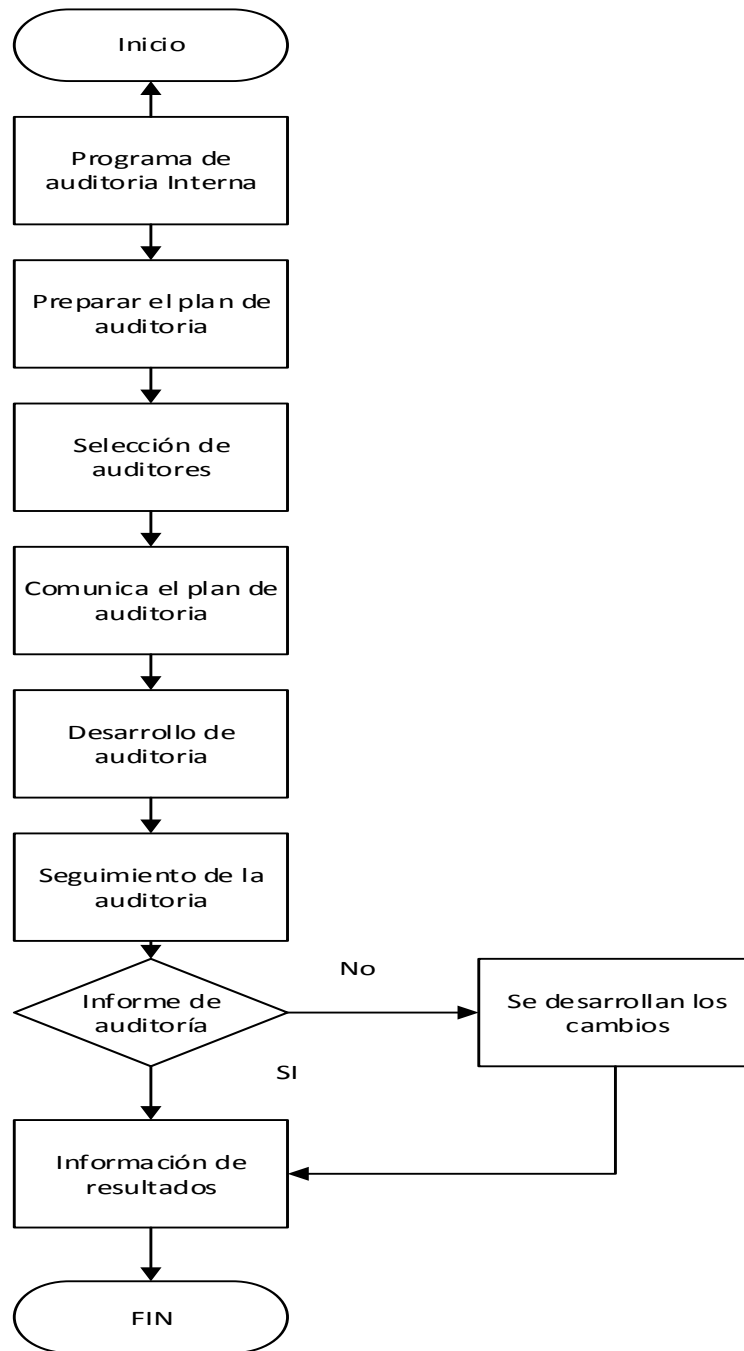 Inicio
Programa de
auditoria Interna
Preparar el plan de
auditoria
Selección de
auditores
Comunica el plan de
auditoria
Desarrollo de
auditoria
Seguimiento de la
auditoria
Informe de
auditoría
No
Se desarrollan los
cambios
SI
Información de
resultados
FIN